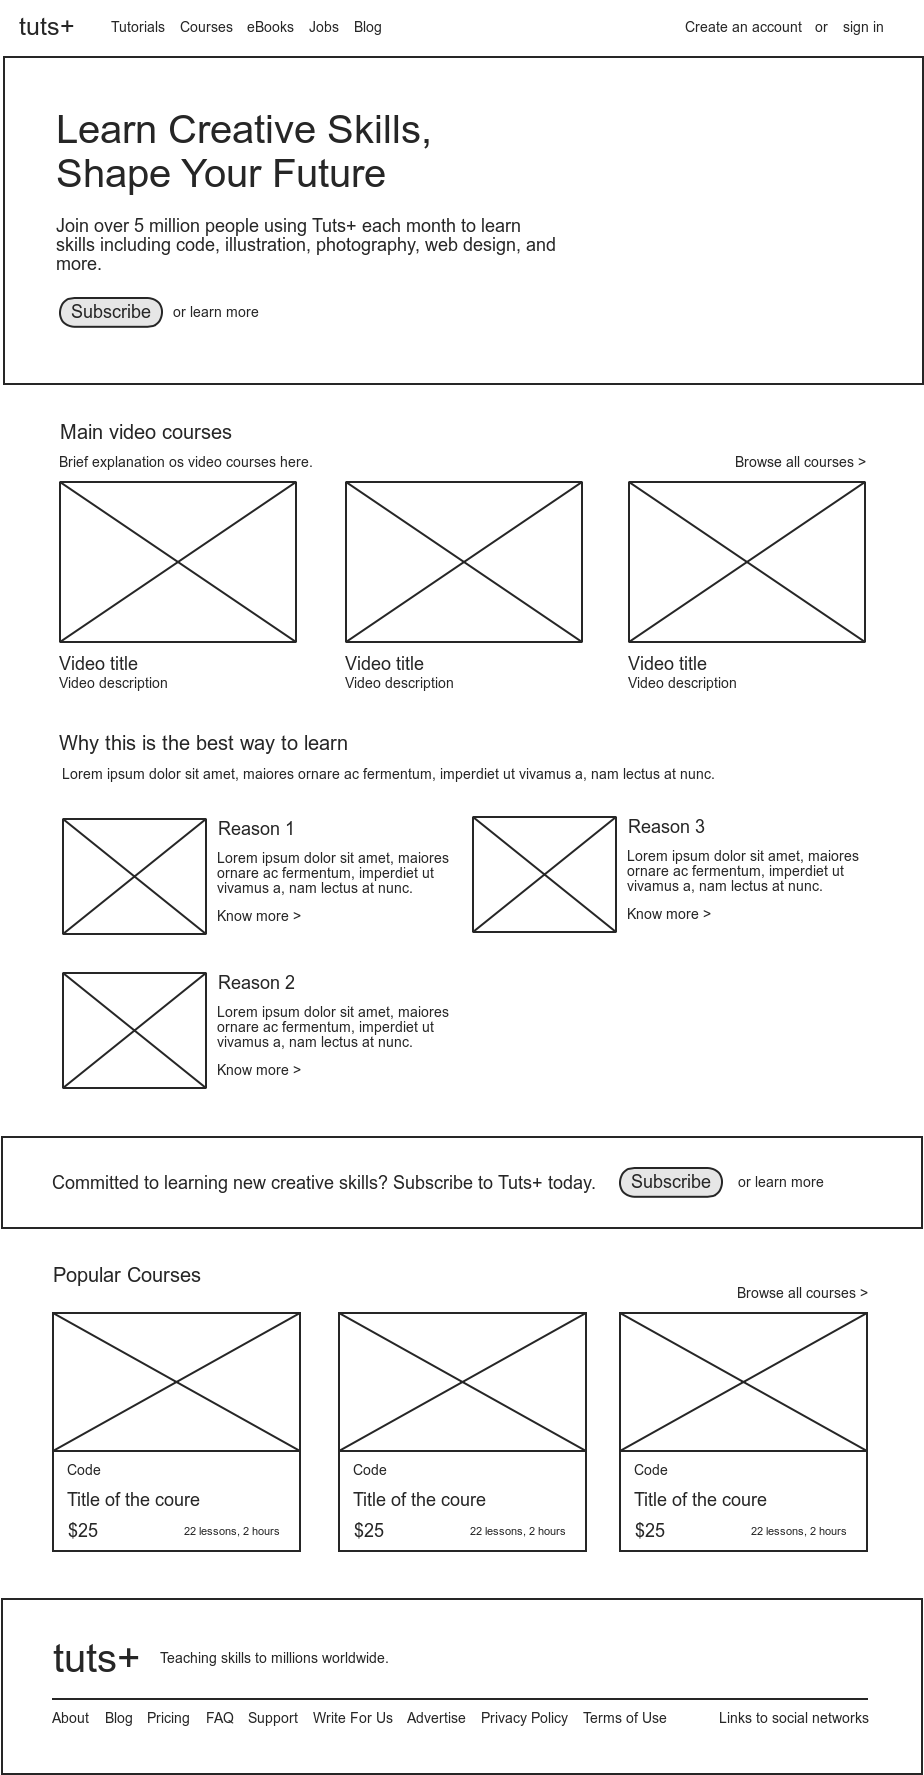 tuts+ Tutorials Courses eBooks Jobs Blog Create an account or sign in
Learn Creative Skills,
Shape Your Future
Join over 5 million people using Tuts+ each month to learn
skills including code, illustration, photography, web design, and
more.
Subscribe or learn more
Main video courses
Brief explanation os video courses here. Browse all courses >
Video title Video title Video title
Video description Video description Video description
Why this is the best way to learn
Lorem ipsum dolor sit amet, maiores ornare ac fermentum, imperdiet ut vivamus a, nam lectus at nunc.
Reason 1
Lorem ipsum dolor sit amet, maiores
ornare ac fermentum, imperdiet ut
vivamus a, nam lectus at nunc.
Know more >
Reason 3
Lorem ipsum dolor sit amet, maiores
ornare ac fermentum, imperdiet ut
vivamus a, nam lectus at nunc.
Know more >
Reason 2
Lorem ipsum dolor sit amet, maiores
ornare ac fermentum, imperdiet ut
vivamus a, nam lectus at nunc.
Know more >
Committed to learning new creative skills? Subscribe to Tuts+ today. Subscribe or learn more
Popular Courses
Browse all courses >
Code Code Code
Title of the coure Title of the coure Title of the coure
$25 22 lessons, 2 hours $25 22 lessons, 2 hours $25 22 lessons, 2 hours
tuts+ Teaching skills to millions worldwide.
About Blog Pricing FAQ Support Write For Us Advertise Privacy Policy Terms of Use Links to social networks